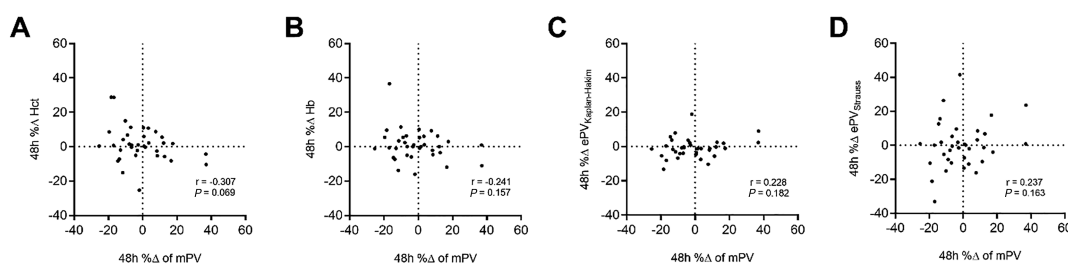 A
60
40
20
0
-20
-40
48h %Δ Hct
r = -0.307
P = 0.069
-40 -20 0 20 40 60
48h %Δ of mPV
B
60
40
20
0
-20
-40
48h %Δ Hb
r = -0.241
P = 0.157
-40 -20 0 20 40 60
48h %Δ of mPV
C
60
40
20
0
-20
-40
48h %Δ ePVKaplan-Hakim
r = 0.228
P = 0.182
-40 -20 0 20 40 60
48h %Δ of mPV
D
60
40
20
0
-20
-40
48h %Δ ePVStrauss
r = 0.237
P = 0.163
-40 -20 0 20 40 60
48h %Δ of mPV